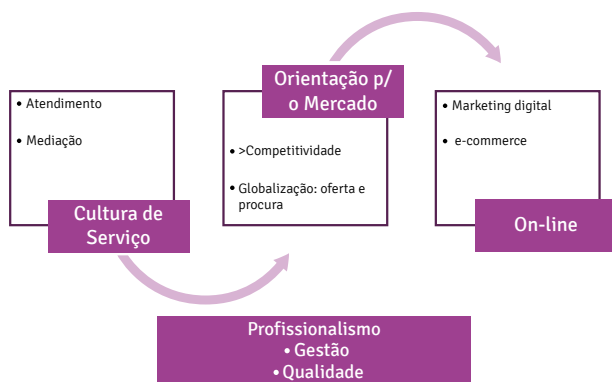 • Atendimento
• Mediação
Cultura de
Serviço
Orientação p/
o Mercado
• >Competitividade
• Globalização: oferta e
procura
• Marketing digital
• e-commerce
On-line
Profissionalismo
• Gestão
• Qualidade